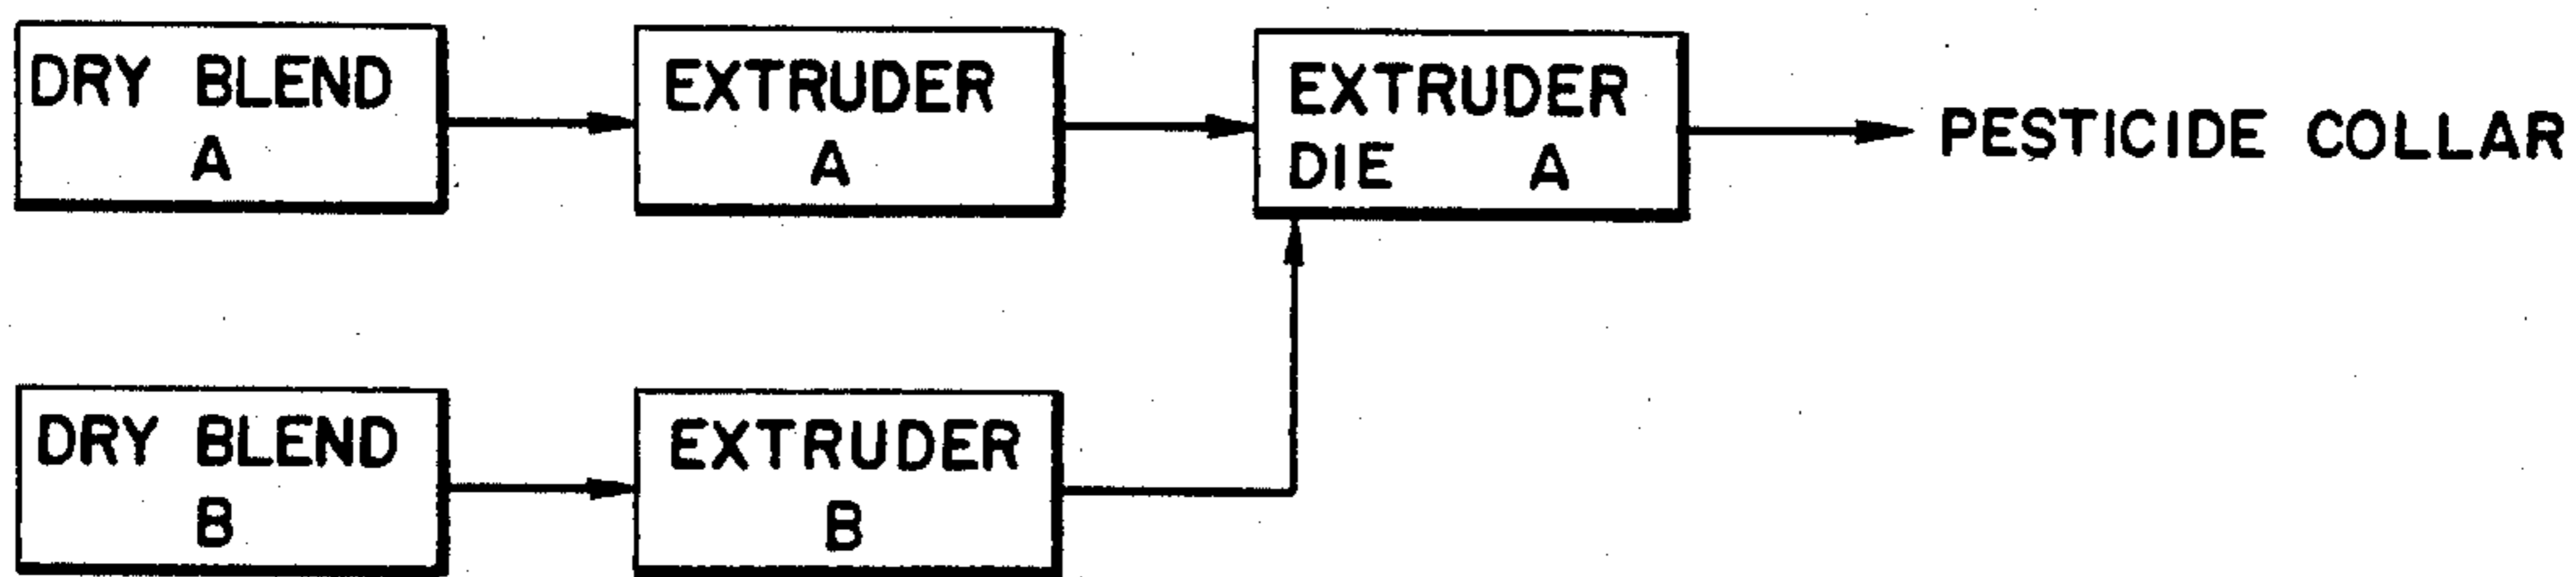 DRY BLEND
A
EXTRUDER
A
EXTRUDER
DIE A
PESTICIDE COLLAR
DRY BLEND
B
EXTRUDER
B